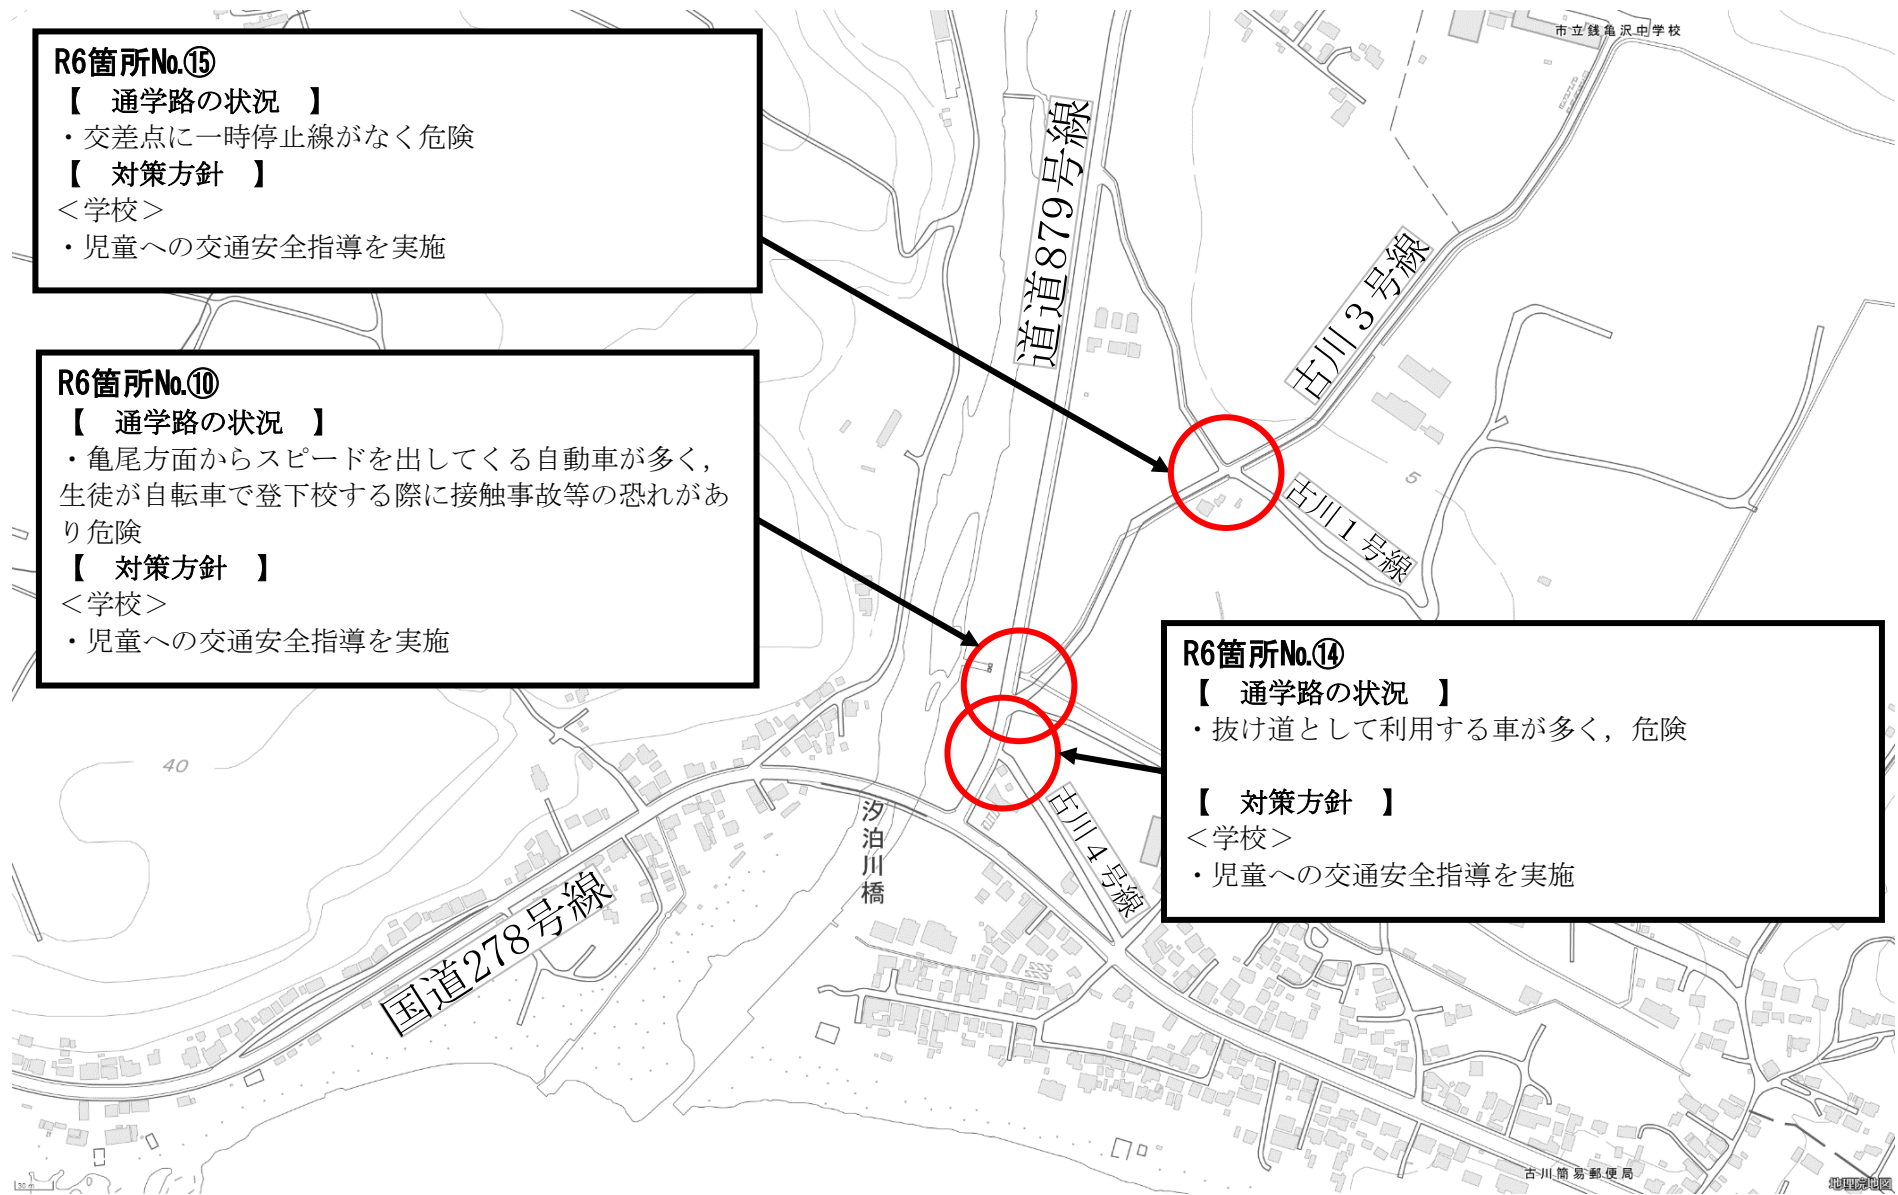 市立銭亀沢中学校
R6箇所No.⑮
【　通学路の状況　】
・交差点に一時停止線がなく危険
【　対策方針　】
＜学校＞
・児童への交通安全指導を実施
道道879号線
古川３号線
R6箇所No.⑩
【　通学路の状況　】
・亀尾方面からスピードを出してくる自動車が多く，
生徒が自転車で登下校する際に接触事故等の恐れがあ
り危険
【　対策方針　】
＜学校＞
・児童への交通安全指導を実施
5
古川１号線
R6箇所No.⑭
【　通学路の状況　】
・抜け道として利用する車が多く，危険
【　対策方針　】
＜学校＞
・児童への交通安全指導を実施
40
汐泊川橋
古川４号線
国道278号線
古川簡易郵便局
30 m
地理院地図